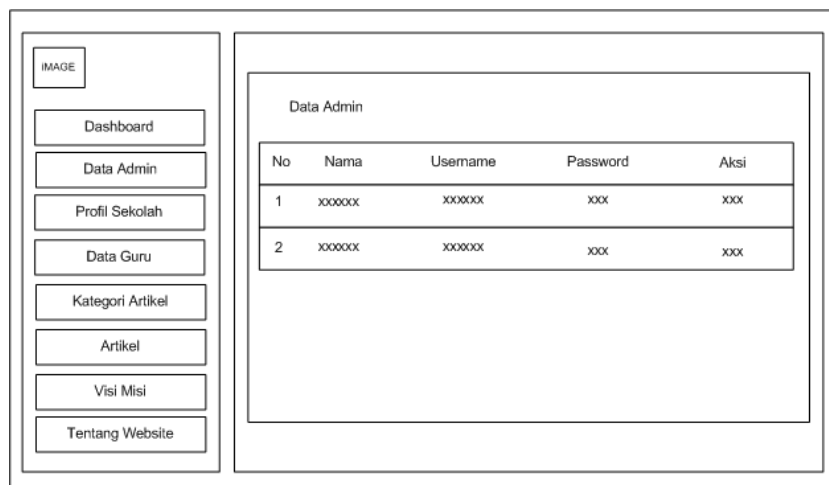 IMAGE
Dashboard
Data Admin
Profil Sekolah
Data Guru
Kategori Artikel
Artikel
Visi Misi
Tentang Website
Data Admin
No Nama Username Password Aksi
1 xxxxxx xxxxxx xxx xxx
2 xxxxxx xxxxxx xxx xxx